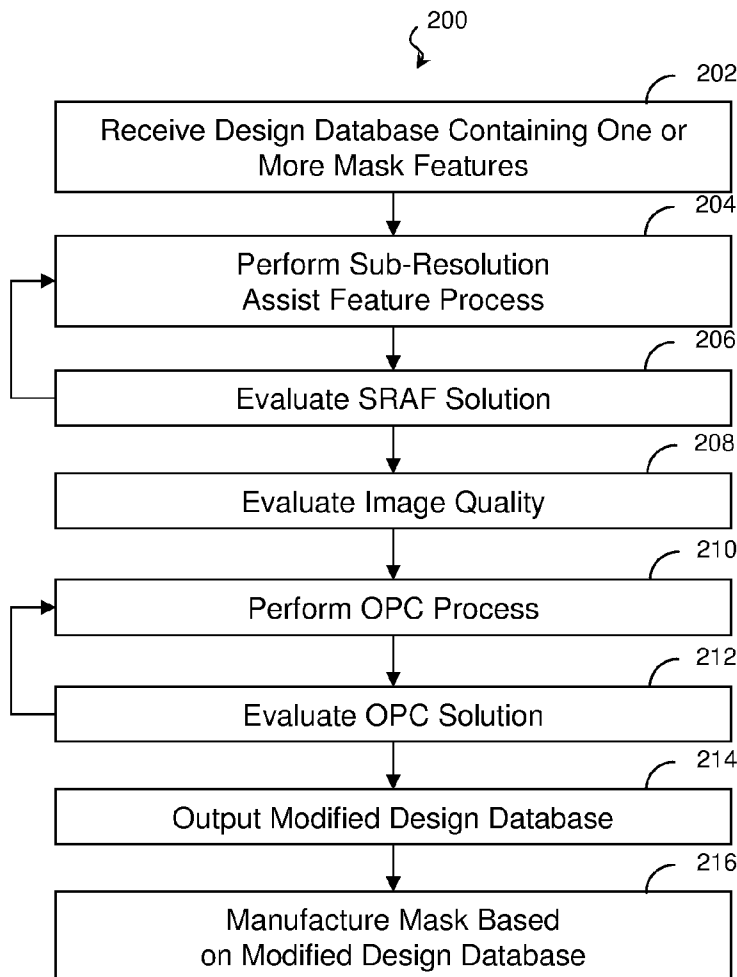 200
202
Receive Design Database Containing One or
More Mask Features
204
Perform Sub-Resolution
Assist Feature Process
206
Evaluate SRAF Solution
208
Evaluate Image Quality
210
Perform OPC Process
212
Evaluate OPC Solution
214
Output Modified Design Database
216
Manufacture Mask Based
on Modified Design Database